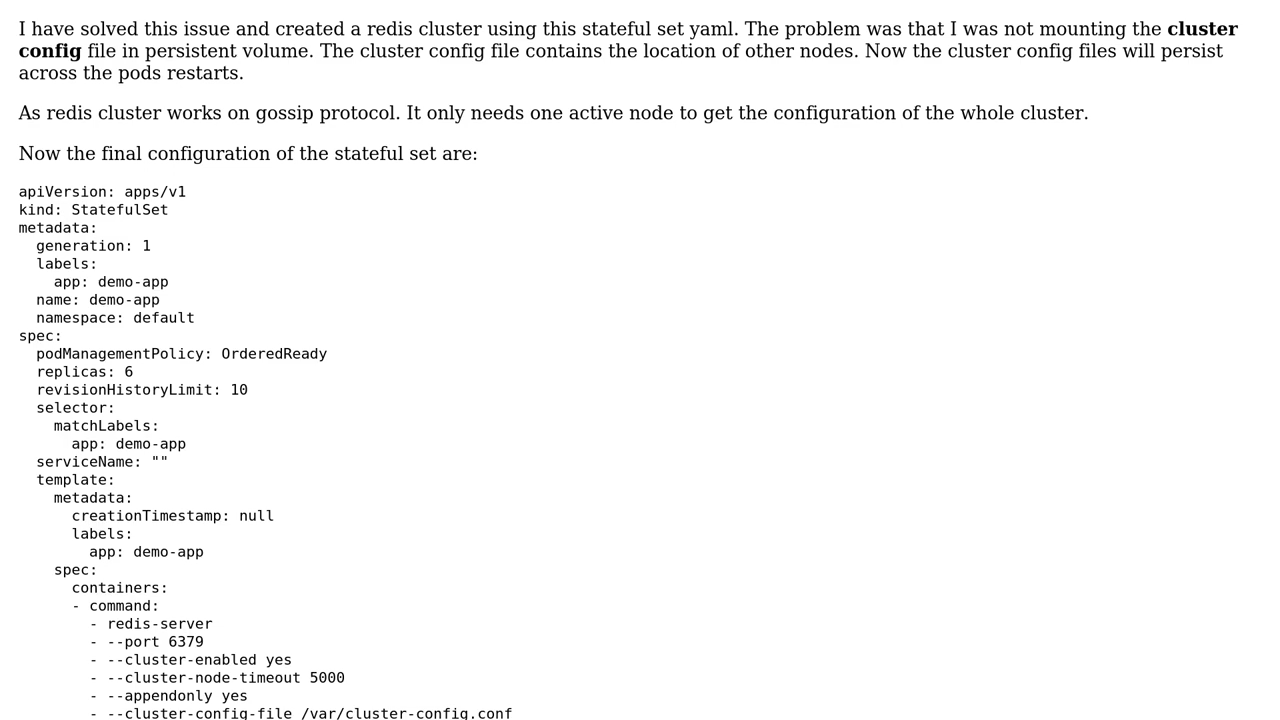 I have solved this issue and created a redis cluster using this stateful set yaml. The problem was that I was not mounting the cluster
config file in persistent volume. The cluster config file contains the location of other nodes. Now the cluster config files will persist
across the pods restarts.
As redis cluster works on gossip protocol. It only needs one active node to get the configuration of the whole cluster.
Now the final configuration of the stateful set are:
apiVersion: apps/v1
kind: StatefulSet
metadata:
  generation: 1
  labels:
    app: demo-app
  name: demo-app
  namespace: default
spec:
  podManagementPolicy: OrderedReady
  replicas: 6
  revisionHistoryLimit: 10
  selector:
    matchLabels:
      app: demo-app
  serviceName: ""
  template:
    metadata:
      creationTimestamp: null
      labels:
        app: demo-app
    spec:
      containers:
      - command:
        - redis-server
        - --port 6379
        - --cluster-enabled yes
        - --cluster-node-timeout 5000
        - --appendonly yes
        - --cluster-config-file /var/cluster-config.conf